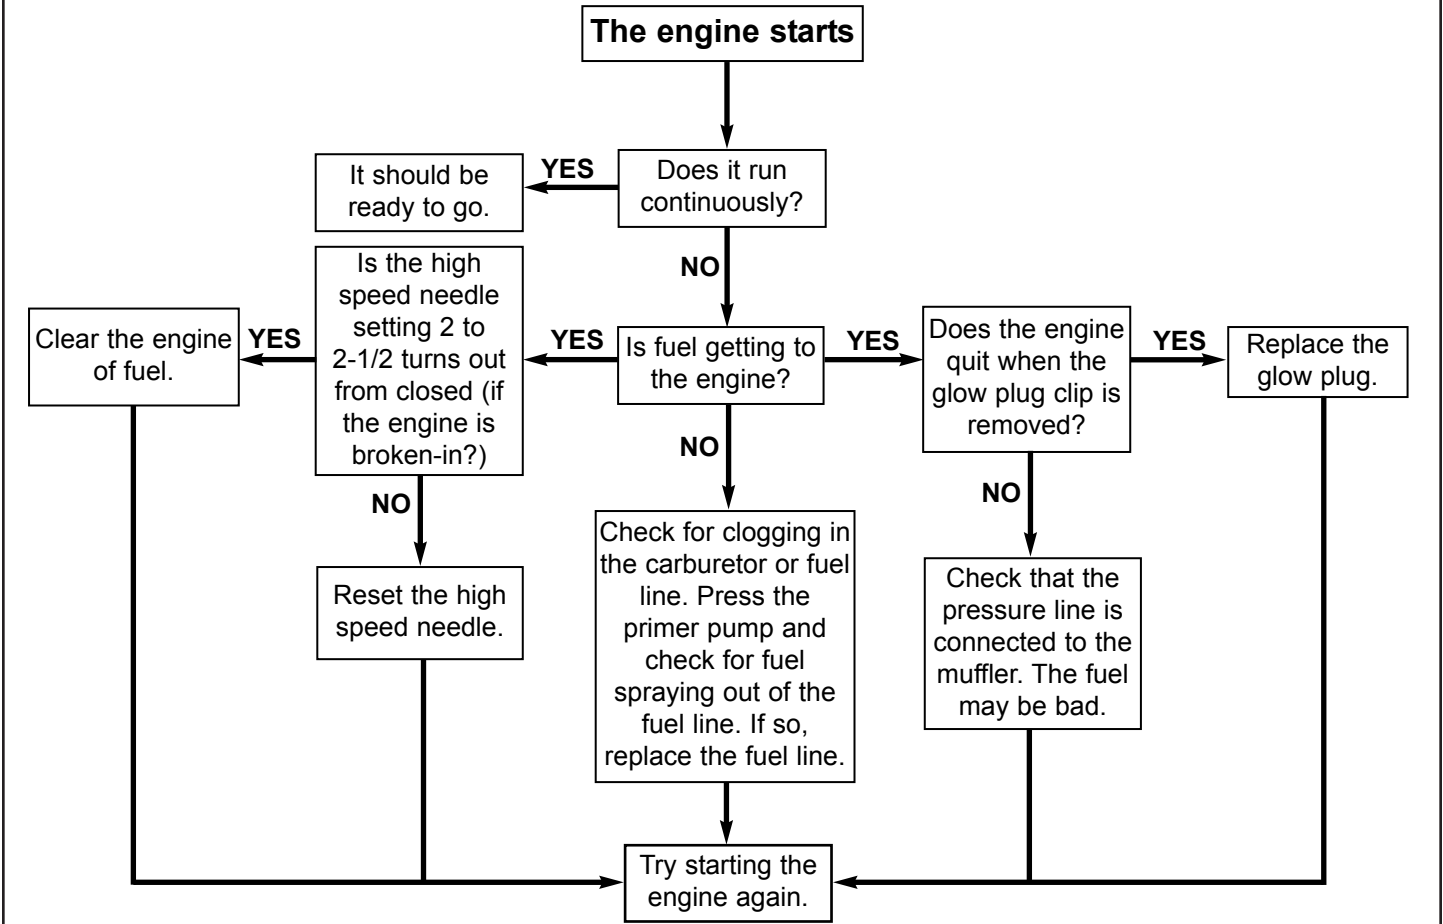 The engine starts
Does it run
continuously?
YES
It should be
ready to go.
NO
Is fuel getting to
the engine?
YES
Is the high
speed needle
setting 2 to
2-1/2 turns out
from closed (if
the engine is
broken-in?)
YES
Clear the engine
of fuel.
NO
Reset the high
speed needle.
YES
Does the engine
quit when the
glow plug clip is
removed?
YES
Replace the
glow plug.
NO
Check that the
pressure line is
connected to the
muffler. The fuel
may be bad.
NO
Check for clogging in
the carburetor or fuel
line. Press the
primer pump and
check for fuel
spraying out of the
fuel line. If so,
replace the fuel line.
Try starting the
engine again.